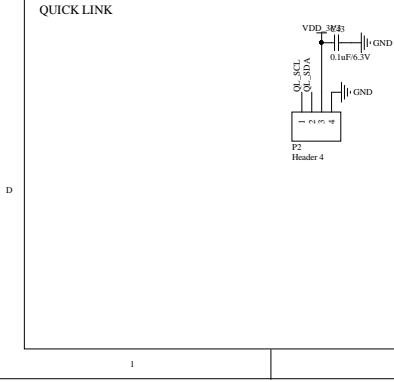 QUICK LINK
VDD_3V3
GND
0.1uF/6.3V
QL_SCL
QL_SDA
GND
1 2 3 4
P2
Header 4
D
1